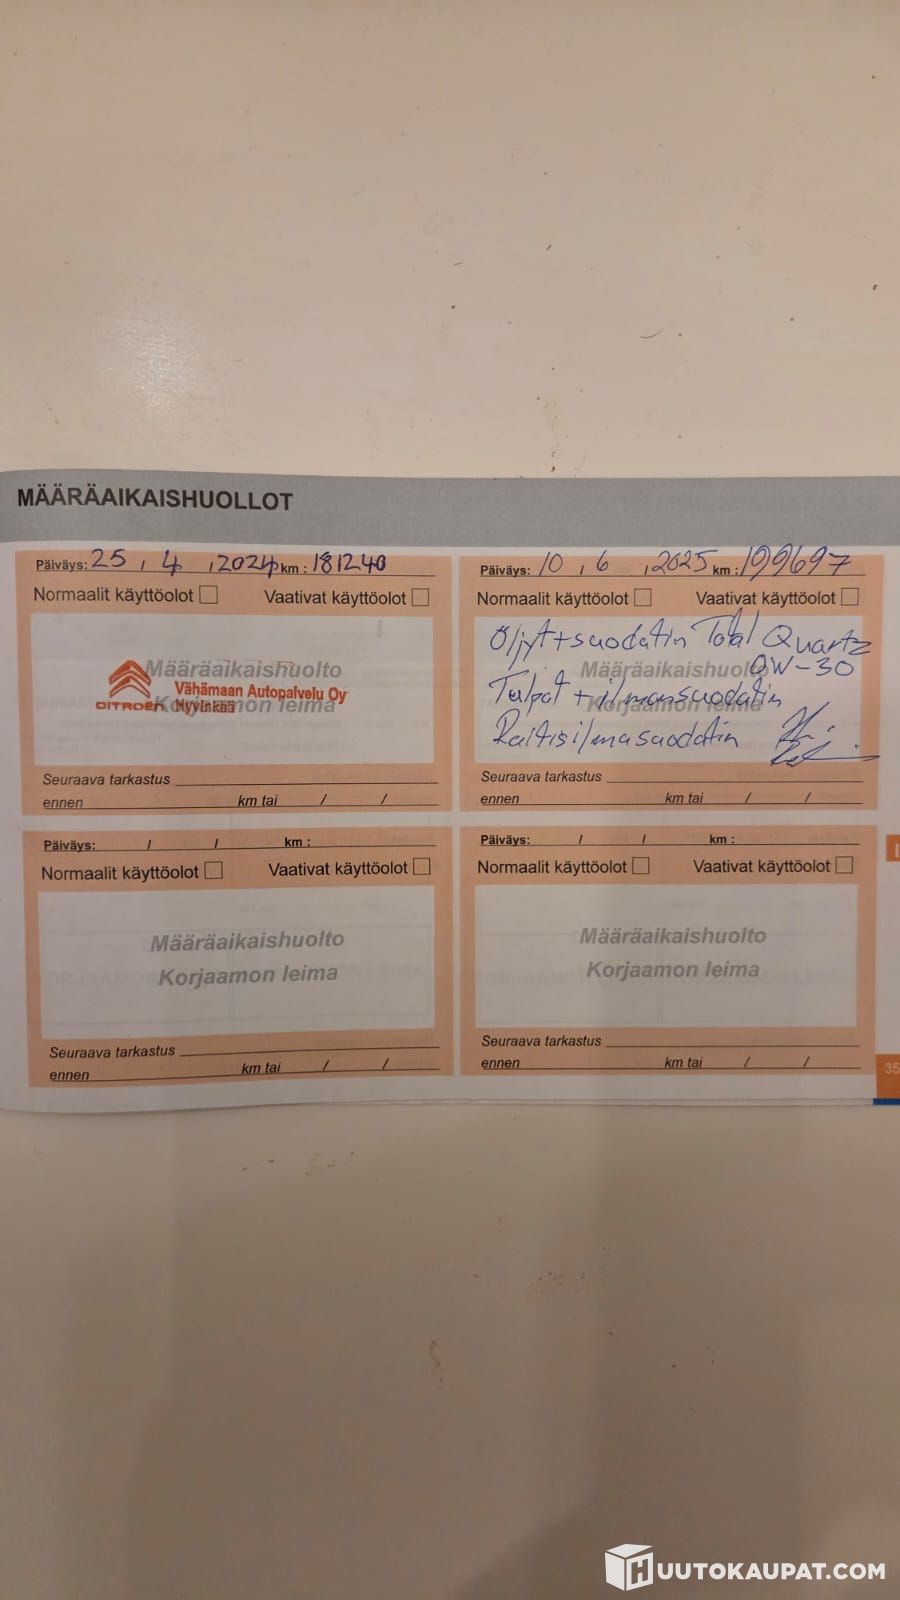 MÄÄRÄAIKAISHUOLLOT
Päiväys: 25 , 4 , 2024 km : 181240
Normaalit käyttöolot Vaativat käyttöolot
Määräaikaishuolto
Korjaamon leima
CITROËN Vähämaan Autopalvelu Oy
Hyvinkää
Seuraava tarkastus
ennen km tai / /
Päiväys: 10 , 6 , 2025 km : 199697
Normaalit käyttöolot Vaativat käyttöolot
Määräaikaishuolto
Korjaamon leima
Öljyt+suodatin Total Quartz
0W-30
Tulpat + ilmansuodatin
Raitisilmasuodatin
Seuraava tarkastus
ennen km tai / /
Päiväys: / / km :
Normaalit käyttöolot Vaativat käyttöolot
Määräaikaishuolto
Korjaamon leima
Seuraava tarkastus
ennen km tai / /
Päiväys: / / km :
Normaalit käyttöolot Vaativat käyttöolot
Määräaikaishuolto
Korjaamon leima
Seuraava tarkastus
ennen km tai / /
35
HUUTOKAUPAT.COM